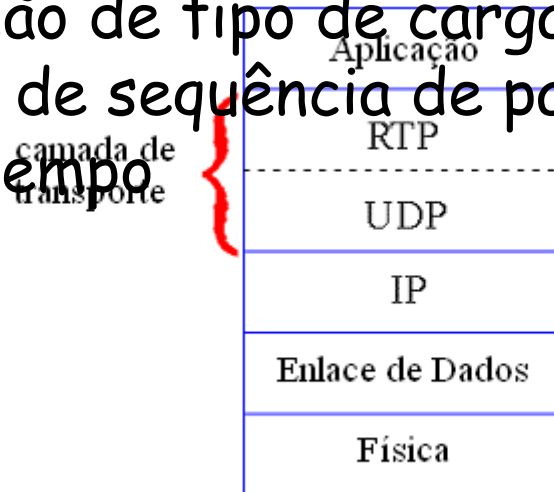 ão de tipo de carga
Aplicação
de sequência de pa
camada de
transporte
empo
RTP
UDP
IP
Enlace de Dados
Física